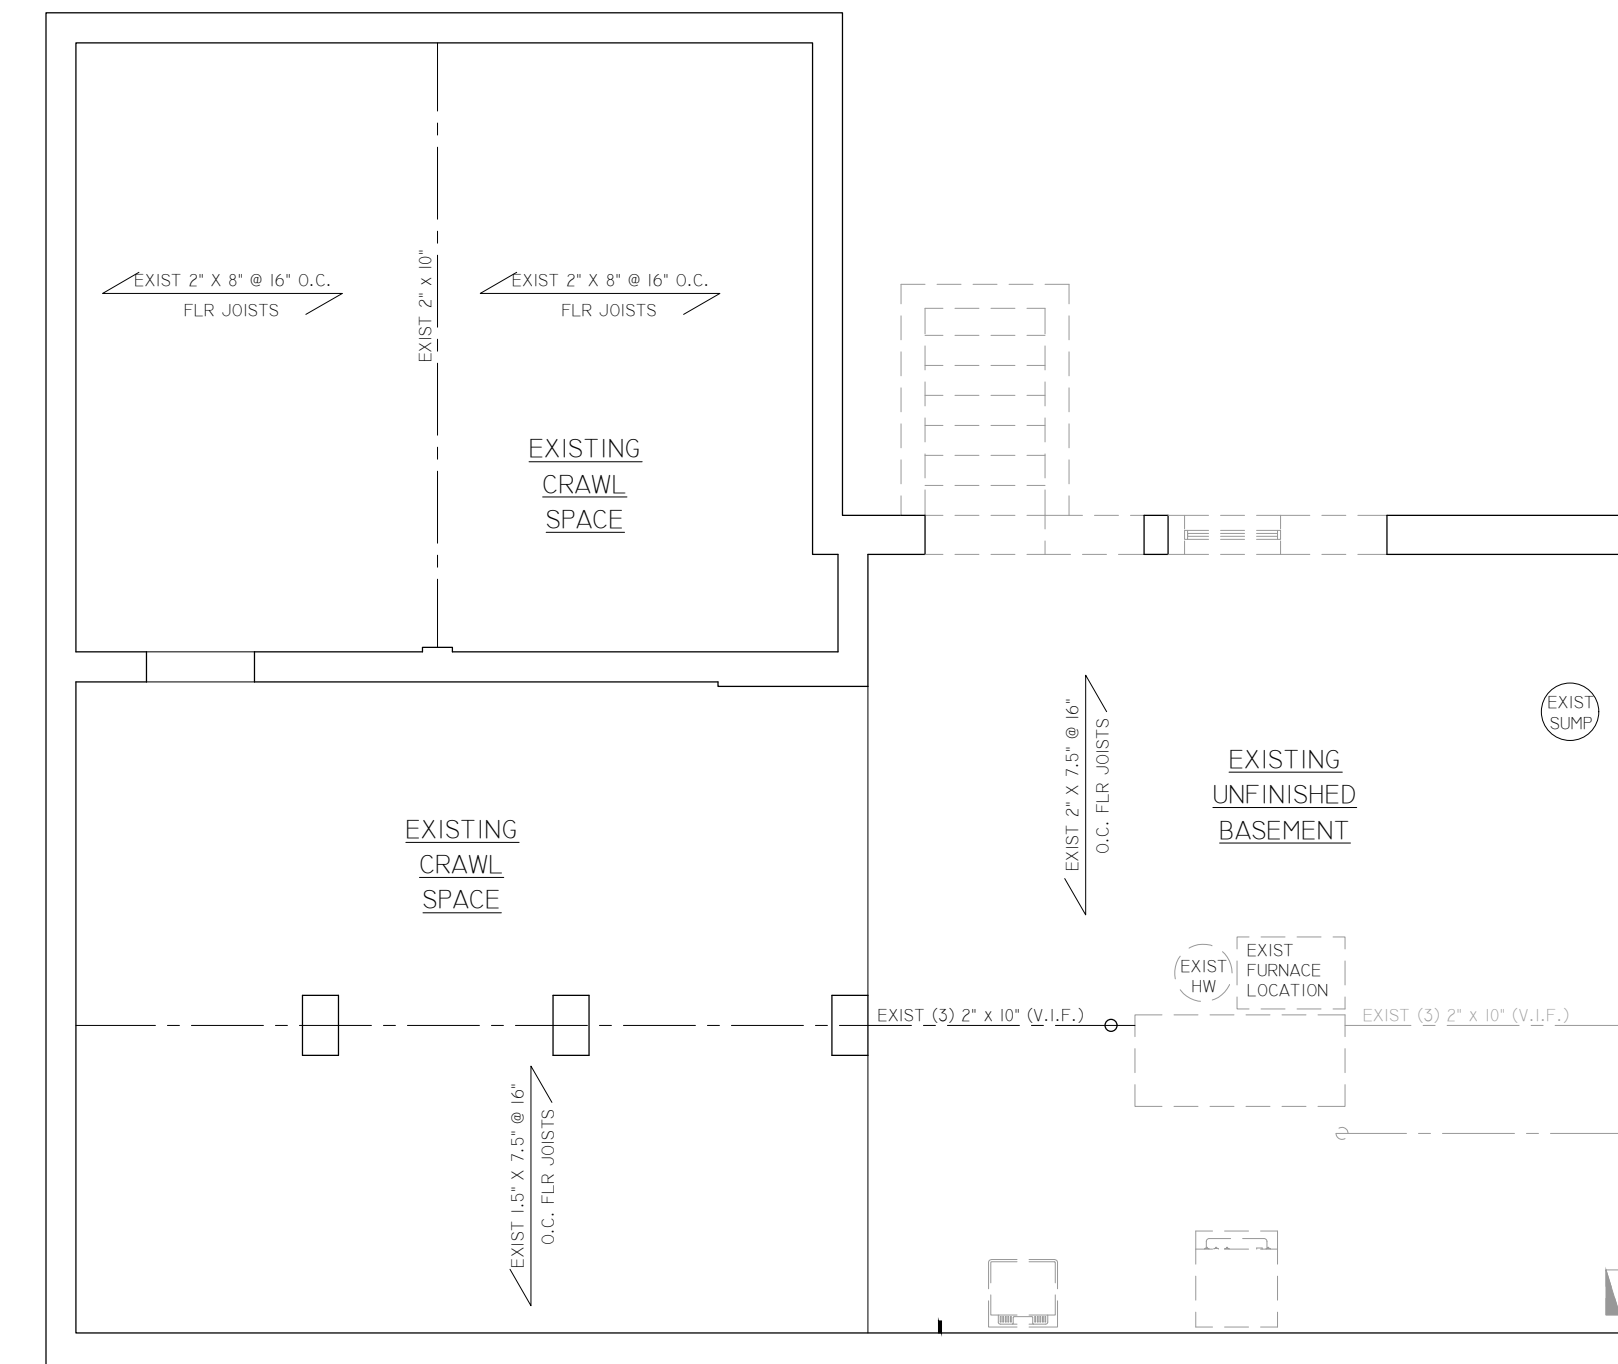 EXIST 2" X 8" @ 16" O.C.
FLR JOISTS
EXIST 2" x 10"
EXIST 2" X 8" @ 16" O.C.
FLR JOISTS
EXISTING
CRAWL
SPACE
EXIST 2" X 7.5" @ 16"
O.C. FLR JOISTS
EXIST
SUMP
EXISTING
UNFINISHED
BASEMENT
EXISTING
CRAWL
SPACE
EXIST
HW
EXIST
FURNACE
LOCATION
EXIST (3) 2" x 10" (V.I.F.)
EXIST (3) 2" x 10" (V.I.F.)
EXIST 1.5" X 7.5" @ 16"
O.C. FLR JOISTS